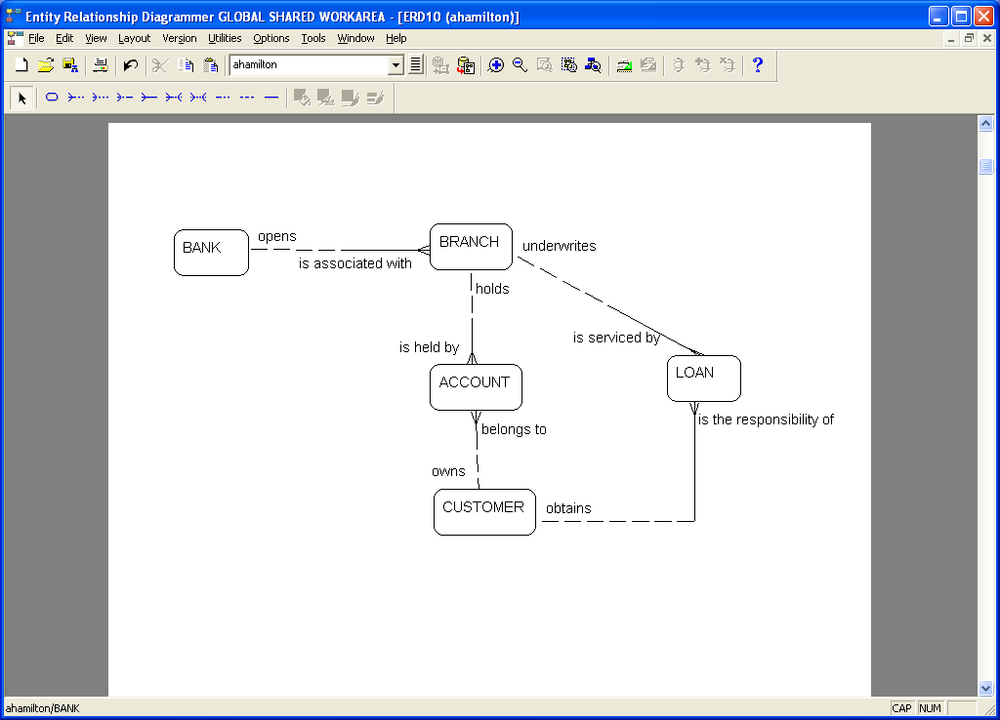 Entity Relationship Diagrammer GLOBAL SHARED WORKAREA - [ERD10 (ahamilton)]
File Edit View Layout Version Utilities Options Tools Window Help
ahamilton
?
BANK
opens
is associated with
BRANCH
underwrites
holds
is held by
is serviced by
ACCOUNT
LOAN
belongs to
is the responsibility of
owns
CUSTOMER
obtains
ahamilton/BANK
CAP NUM